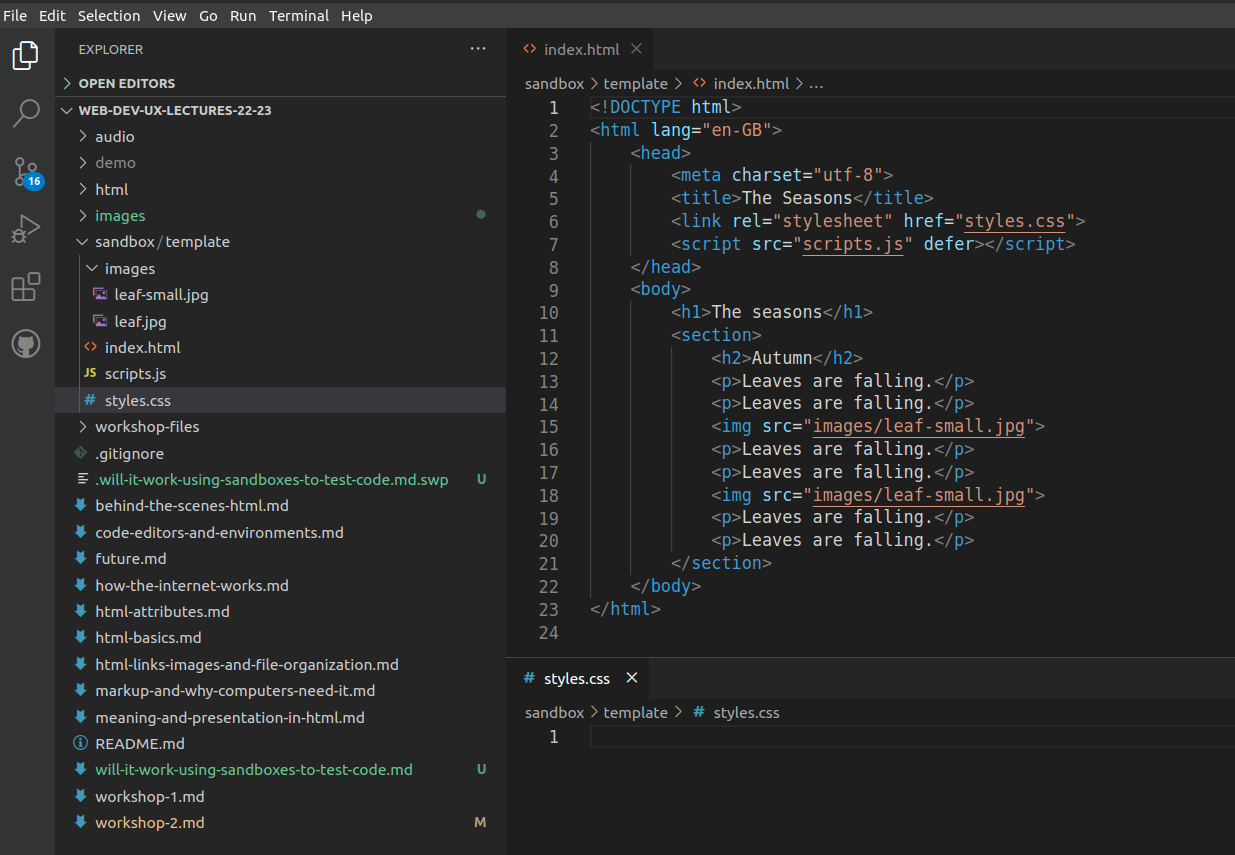 File Edit Selection View Go Run Terminal Help
EXPLORER
OPEN EDITORS
WEB-DEV-UX-LECTURES-22-23
audio
demo
html
images
sandbox/template
images
leaf-small.jpg
leaf.jpg
index.html
JS scripts.js
# styles.css
workshop-files
.gitignore
.will-it-work-using-sandboxes-to-test-code.md.swp U
behind-the-scenes-html.md
code-editors-and-environments.md
future.md
how-the-internet-works.md
html-attributes.md
html-basics.md
html-links-images-and-file-organization.md
markup-and-why-computers-need-it.md
meaning-and-presentation-in-html.md
README.md
will-it-work-using-sandboxes-to-test-code.md U
workshop-1.md
workshop-2.md M
16
<> index.html
sandbox > template > <> index.html > ...
1 <!DOCTYPE html>
2 <html lang="en-GB">
3 <head>
4 <meta charset="utf-8">
5 <title>The Seasons</title>
6 <link rel="stylesheet" href="styles.css">
7 <script src="scripts.js" defer></script>
8 </head>
9 <body>
10 <h1>The seasons</h1>
11 <section>
12 <h2>Autumn</h2>
13 <p>Leaves are falling.</p>
14 <p>Leaves are falling.</p>
15 <img src="images/leaf-small.jpg">
16 <p>Leaves are falling.</p>
17 <p>Leaves are falling.</p>
18 <img src="images/leaf-small.jpg">
19 <p>Leaves are falling.</p>
20 <p>Leaves are falling.</p>
21 </section>
22 </body>
23 </html>
24
# styles.css
sandbox > template > # styles.css
1